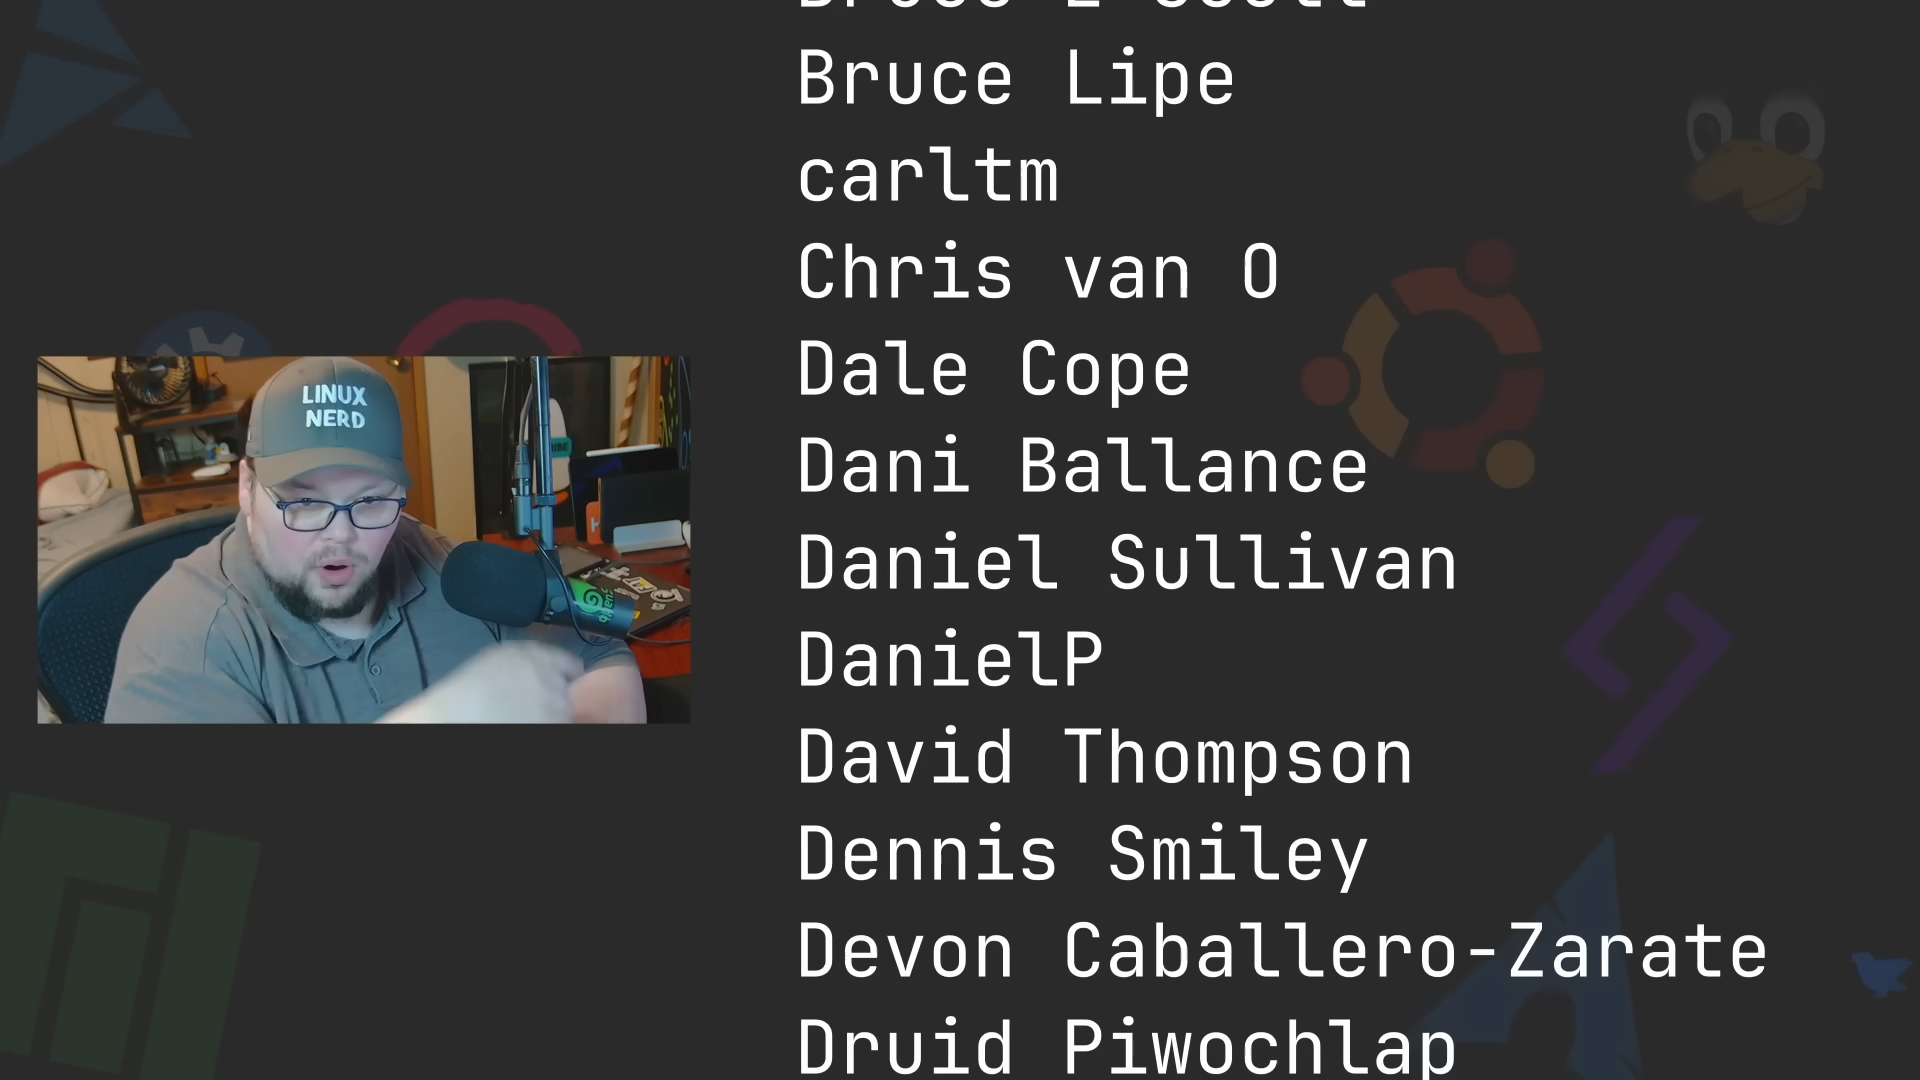 Bruce Lipe
carltm
Chris van O
Dale Cope
Dani Ballance
Daniel Sullivan
DanielP
David Thompson
Dennis Smiley
Devon Caballero-Zarate
Druid Piwochlap
LINUX
NERD